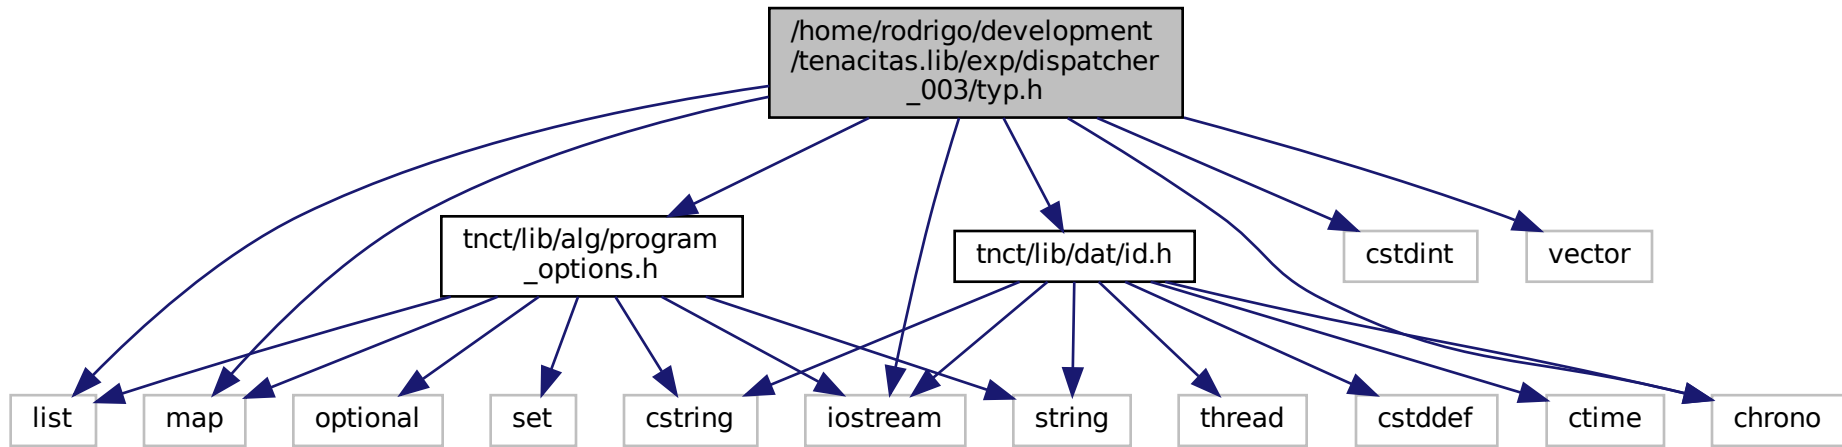 /home/rodrigo/development
/tenacitas.lib/exp/dispatcher
_003/typ.h
tnct/lib/alg/program
_options.h
tnct/lib/dat/id.h
cstdint
vector
list
map
optional
set
cstring
iostream
string
thread
cstddef
ctime
chrono